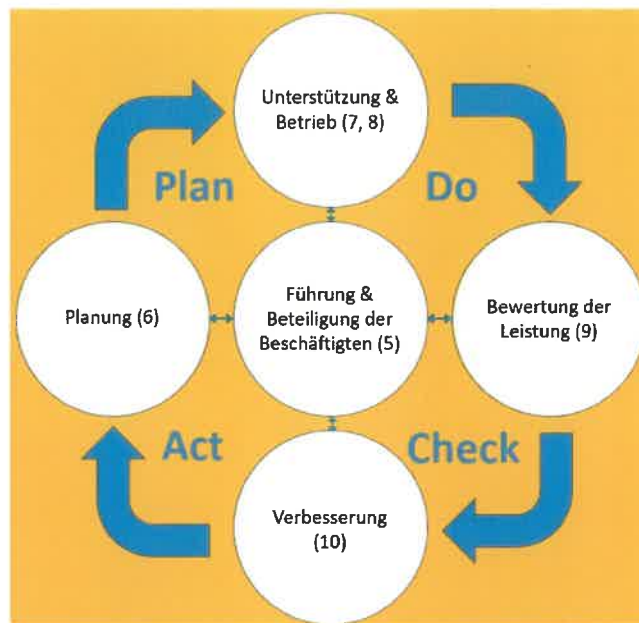 Unterstützung &
Betrieb (7, 8)
Plan
Do
Planung (6)
Führung &
Beteiligung der
Beschäftigten (5)
Bewertung der
Leistung (9)
Act
Check
Verbesserung
(10)